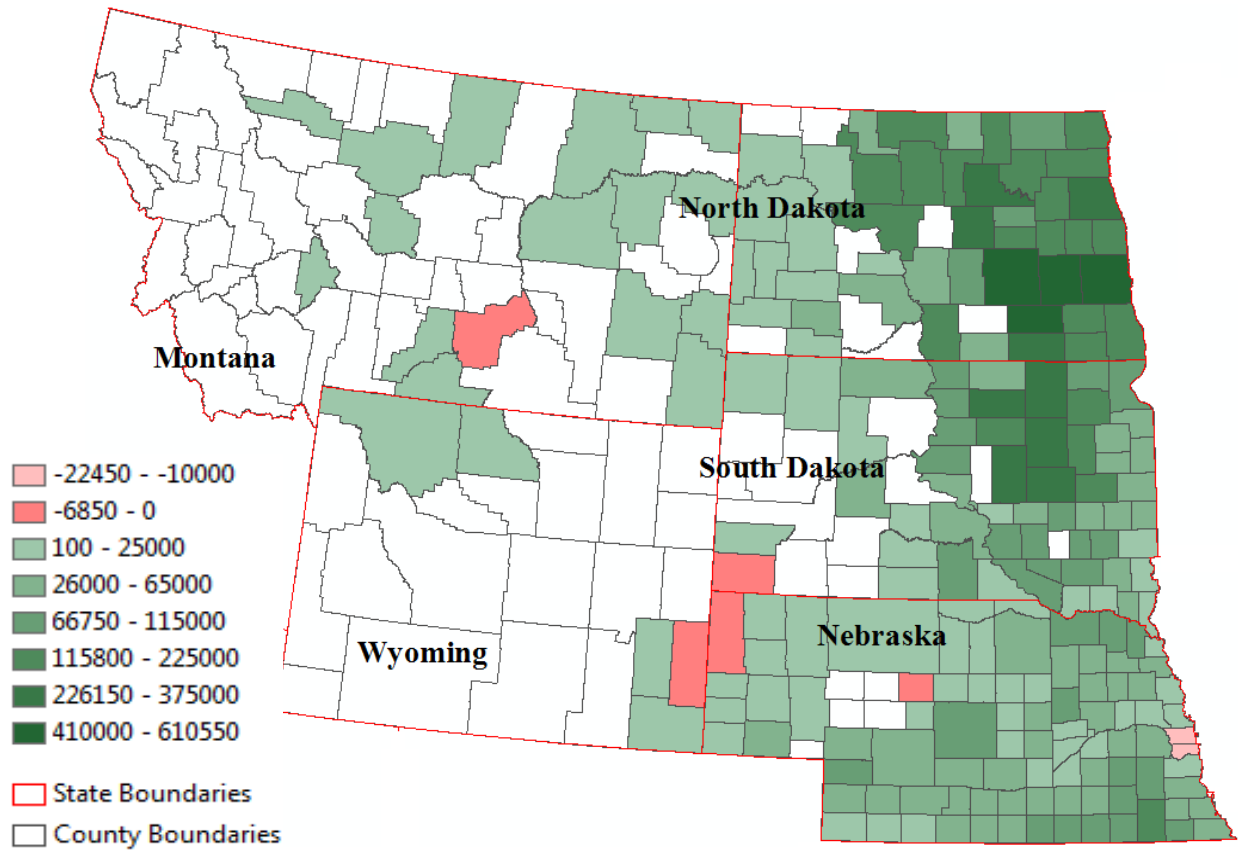 North Dakota
Montana
South Dakota
Nebraska
Wyoming
-22450 - -10000
-6850 - 0
100 - 25000
26000 - 65000
66750 - 115000
115800 - 225000
226150 - 375000
410000 - 610550
State Boundaries
County Boundaries